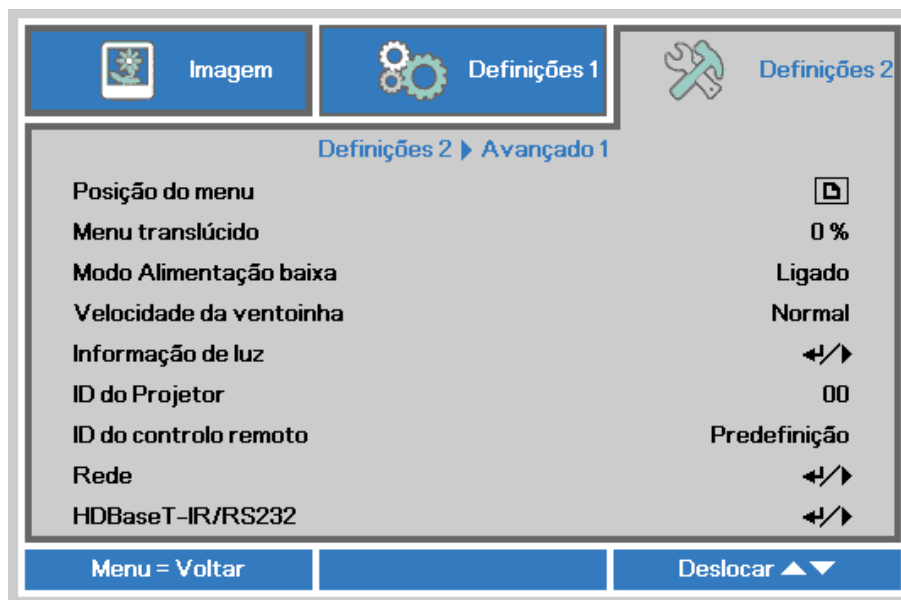 Imagem
Definições 1
Definições 2
Definições 2 ▶ Avançado 1
Posição do menu
Menu translúcido 0 %
Modo Alimentação baixa Ligado
Velocidade da ventoinha Normal
Informação de luz ↵/▶
ID do Projetor 00
ID do controlo remoto Predefinição
Rede ↵/▶
HDBaseT-IR/RS232 ↵/▶
Menu = Voltar
Deslocar ▲▼